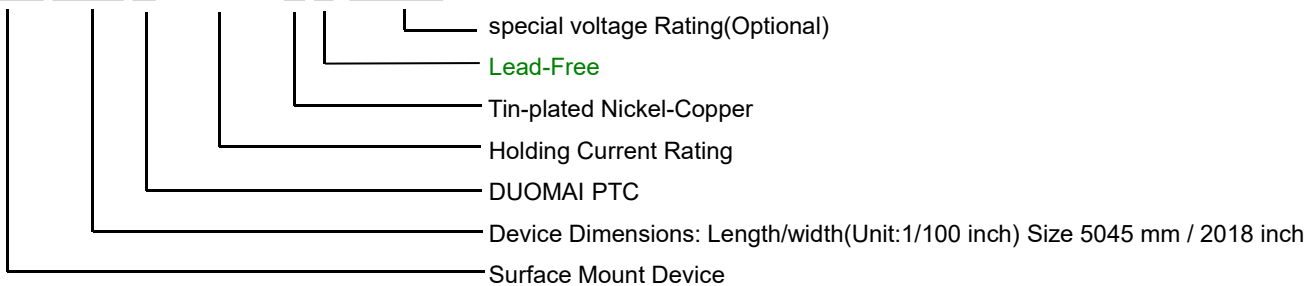 special voltage Rating(Optional)
Lead-Free
Tin-plated Nickel-Copper
Holding Current Rating
DUOMAI PTC
Device Dimensions: Length/width(Unit:1/100 inch) Size 5045 mm / 2018 inch
Surface Mount Device